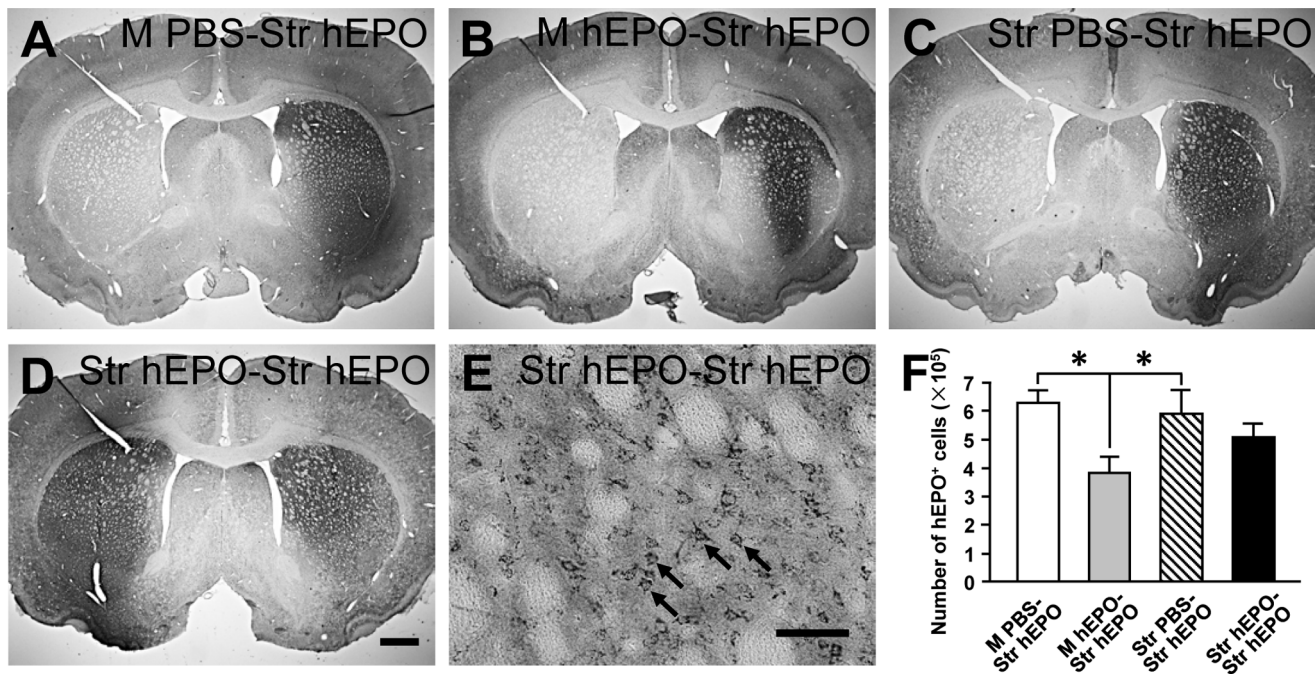 A M PBS-Str hEPO
B M hEPO-Str hEPO
C Str PBS-Str hEPO
D Str hEPO-Str hEPO
E Str hEPO-Str hEPO
F
Number of hEPO⁺ cells (×10⁵)
7
6
5
4
3
2
1
0
* *
M PBS-
Str hEPO
M hEPO-
Str hEPO
Str PBS-
Str hEPO
Str hEPO-
Str hEPO